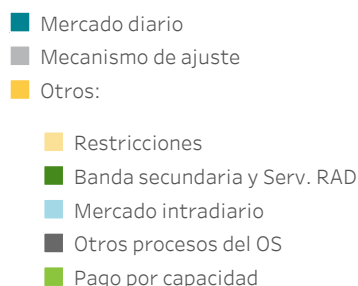 Mercado diario
Mecanismo de ajuste
Otros:
Restricciones
Banda secundaria y Serv. RAD
Mercado intradiario
Otros procesos del OS
Pago por capacidad